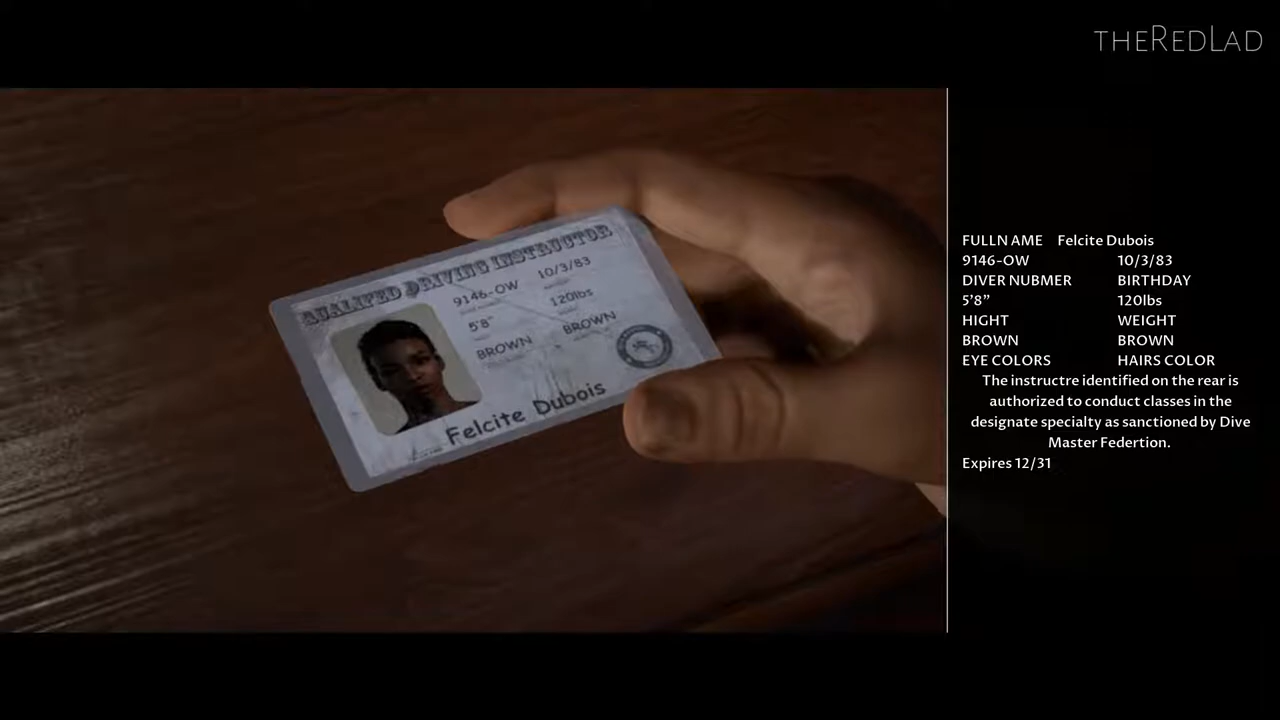 THEREDLAD
QUALIFED DRIVING INSTRUCTOR
9146-OW 10/3/83
5'8" 120lbs
BROWN BROWN
Felcite Dubois
FULLN AME Felcite Dubois
9146-OW 10/3/83
DIVER NUBMER BIRTHDAY
5'8” 120lbs
HIGHT WEIGHT
BROWN BROWN
EYE COLORS HAIRS COLOR
The instructre identified on the rear is
authorized to conduct classes in the
designate specialty as sanctioned by Dive
Master Federtion.
Expires 12/31